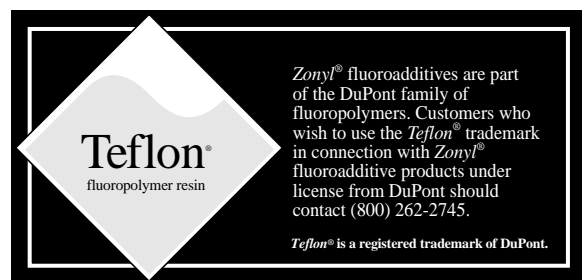 Teflon®
fluoropolymer resin
Zonyl® fluoroadditives are part
of the DuPont family of
fluoropolymers. Customers who
wish to use the Teflon® trademark
in connection with Zonyl®
fluoroadditive products under
license from DuPont should
contact (800) 262-2745.
Teflon® is a registered trademark of DuPont.